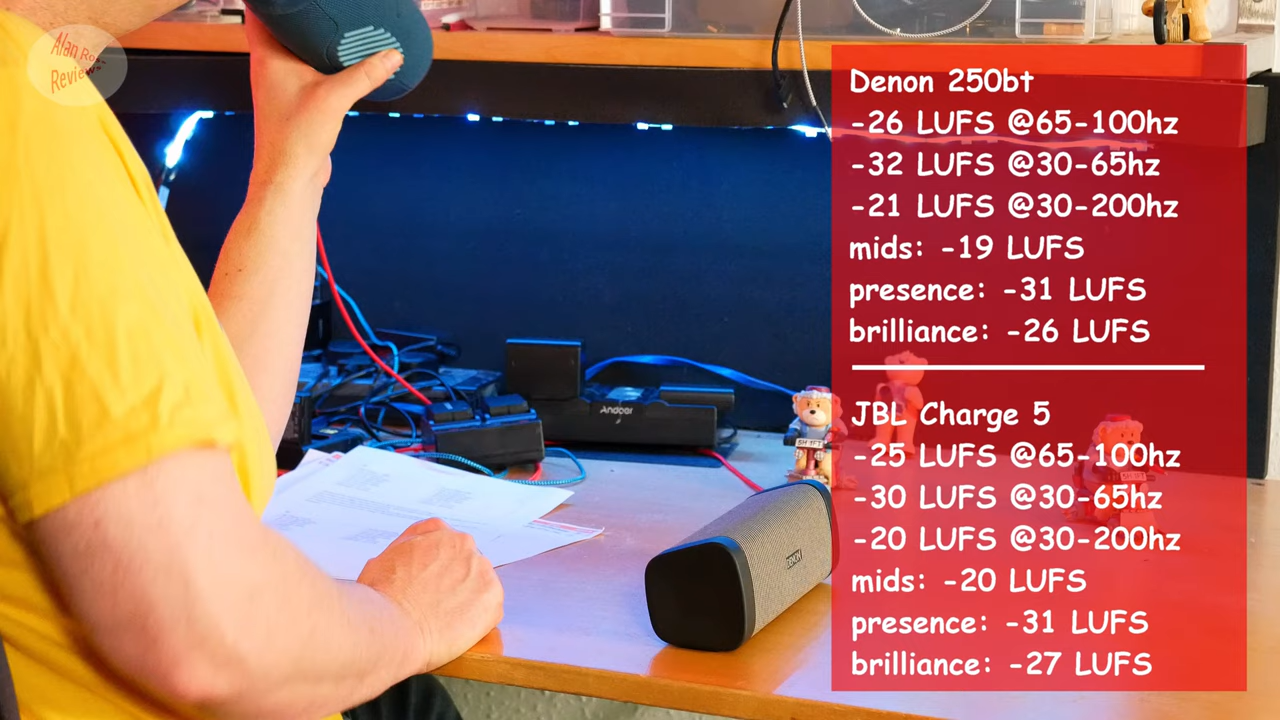 Alan Ross
Reviews
Denon 250bt
-26 LUFS @65-100hz
-32 LUFS @30-65hz
-21 LUFS @30-200hz
mids: -19 LUFS
presence: -31 LUFS
brilliance: -26 LUFS
JBL Charge 5
-25 LUFS @65-100hz
-30 LUFS @30-65hz
-20 LUFS @30-200hz
mids: -20 LUFS
presence: -31 LUFS
brilliance: -27 LUFS
Andoer
DENON